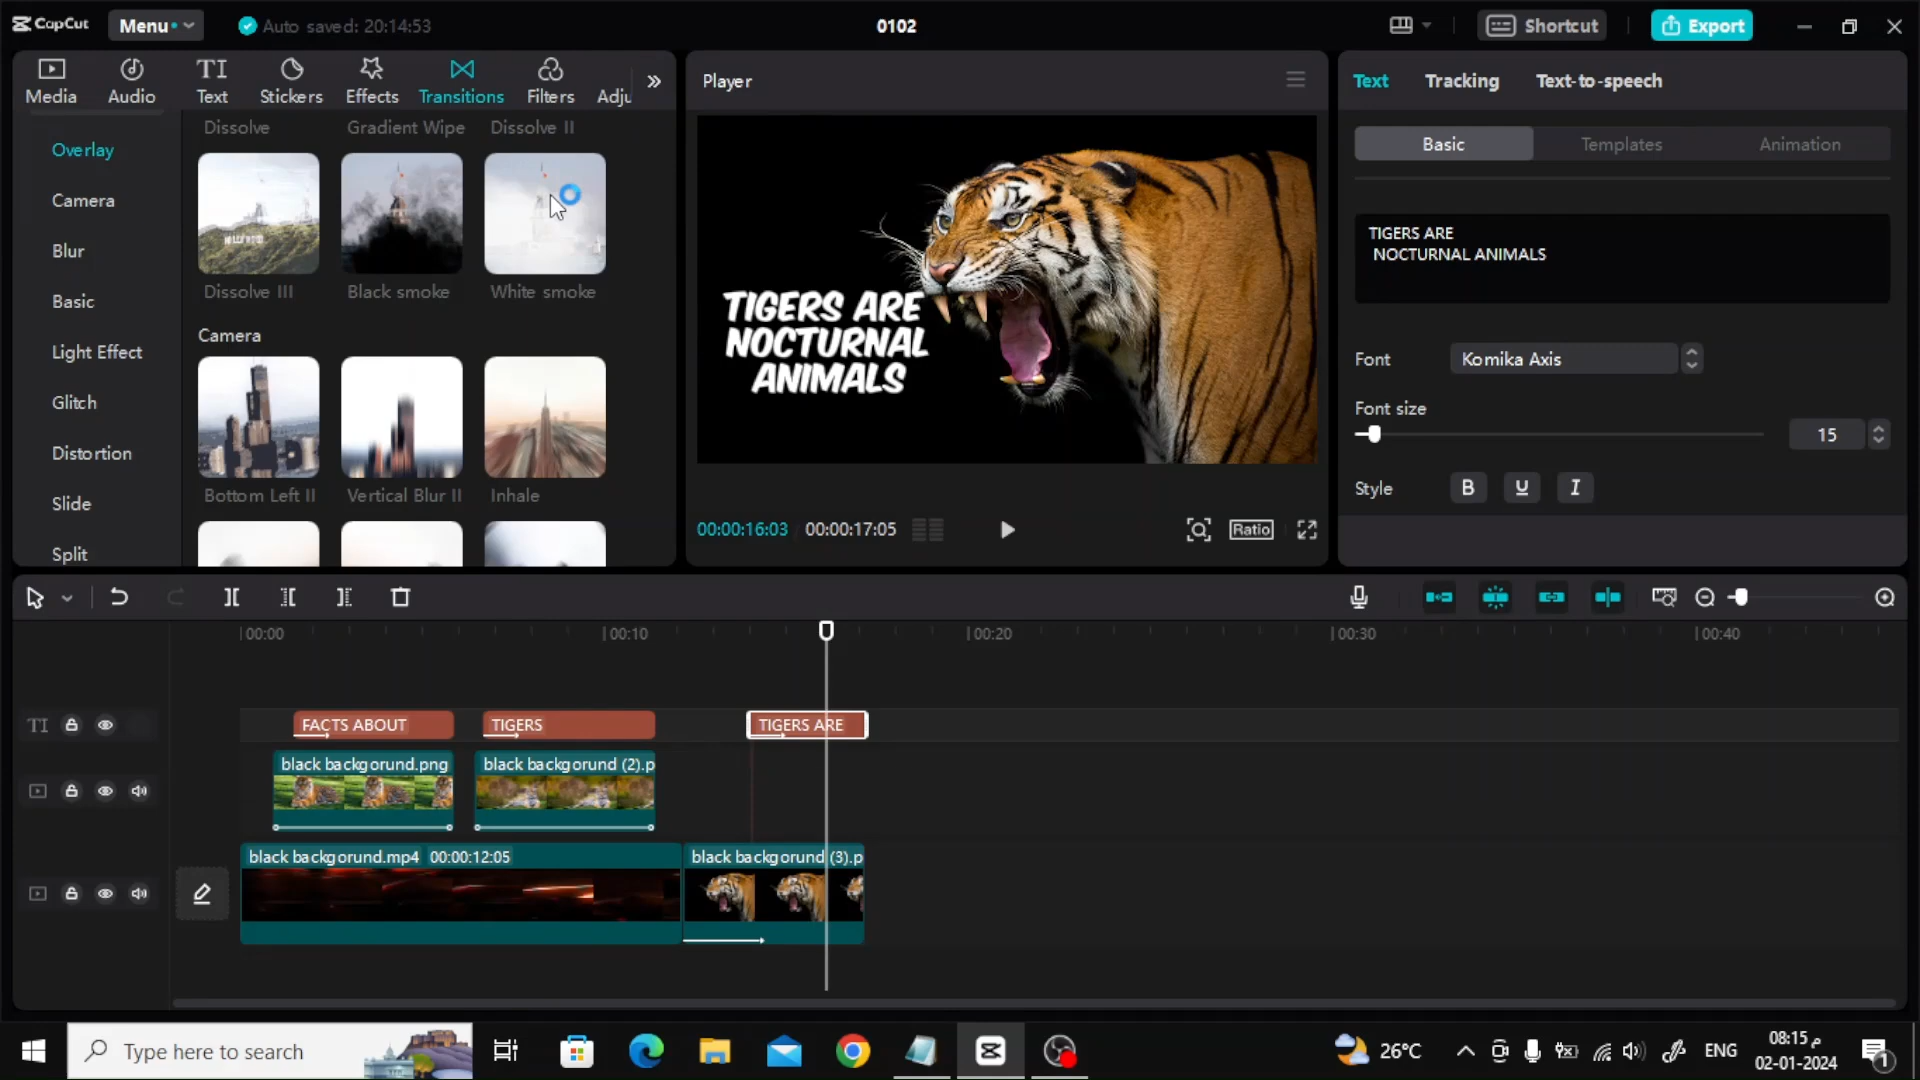 CapCut
Menu
Auto saved: 20:14:53
0102
Shortcut
Export
Media
Audio
TI
Text
Stickers
Effects
Transitions
Filters
Adju
Overlay
Camera
Blur
Basic
Light Effect
Glitch
Distortion
Slide
Split
Dissolve
Gradient Wipe
Dissolve II
Dissolve III
Black smoke
White smoke
Camera
Bottom Left II
Vertical Blur II
Inhale
Player
TIGERS ARE
NOCTURNAL
ANIMALS
00:00:16:03
00:00:17:05
Ratio
Text
Tracking
Text-to-speech
Basic
Templates
Animation
TIGERS ARE
NOCTURNAL ANIMALS
Font
Komika Axis
Font size
15
Style
B
U
I
00:00
00:10
00:20
00:30
00:40
TI
FACTS ABOUT
TIGERS
TIGERS ARE
black backgorund.png
black backgorund (2).p
black backgorund.mp4 00:00:12:05
black backgorund (3).p
Type here to search
26°C
ENG
08:15 م
02-01-2024
1